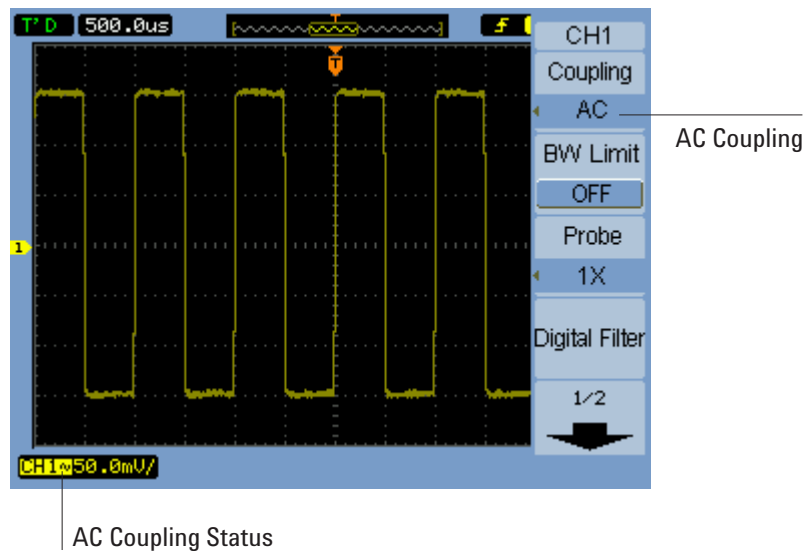 T'D 500.0us T CH1
T Coupling
AC
AC Coupling
BW Limit
OFF
1
Probe
1X
Digital Filter
1/2
CH1~50.0mV/
AC Coupling Status